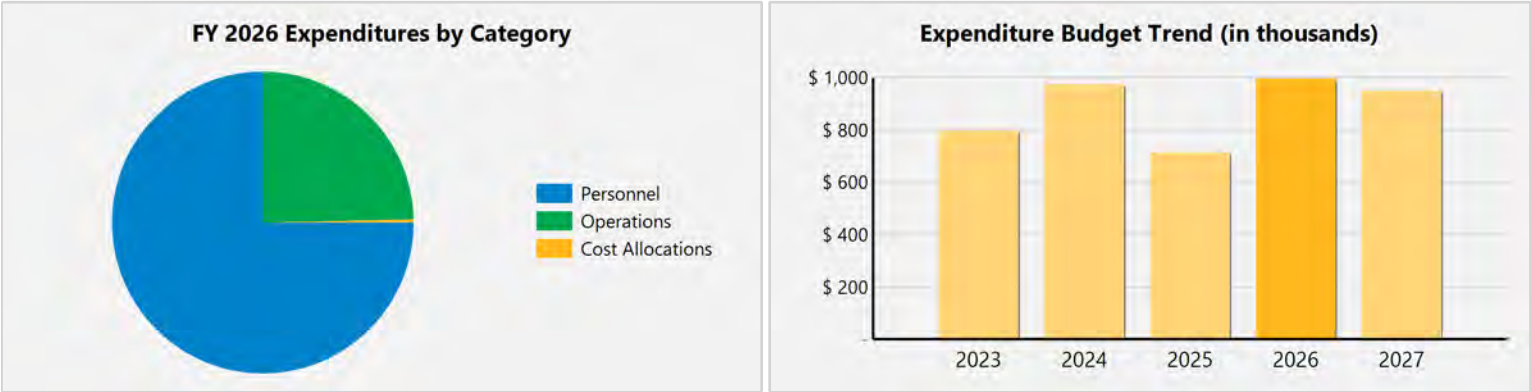 FY 2026 Expenditures by Category
Personnel
Operations
Cost Allocations
Expenditure Budget Trend (in thousands)
$ 1,000
$ 800
$ 600
$ 400
$ 200
-
2023 2024 2025 2026 2027